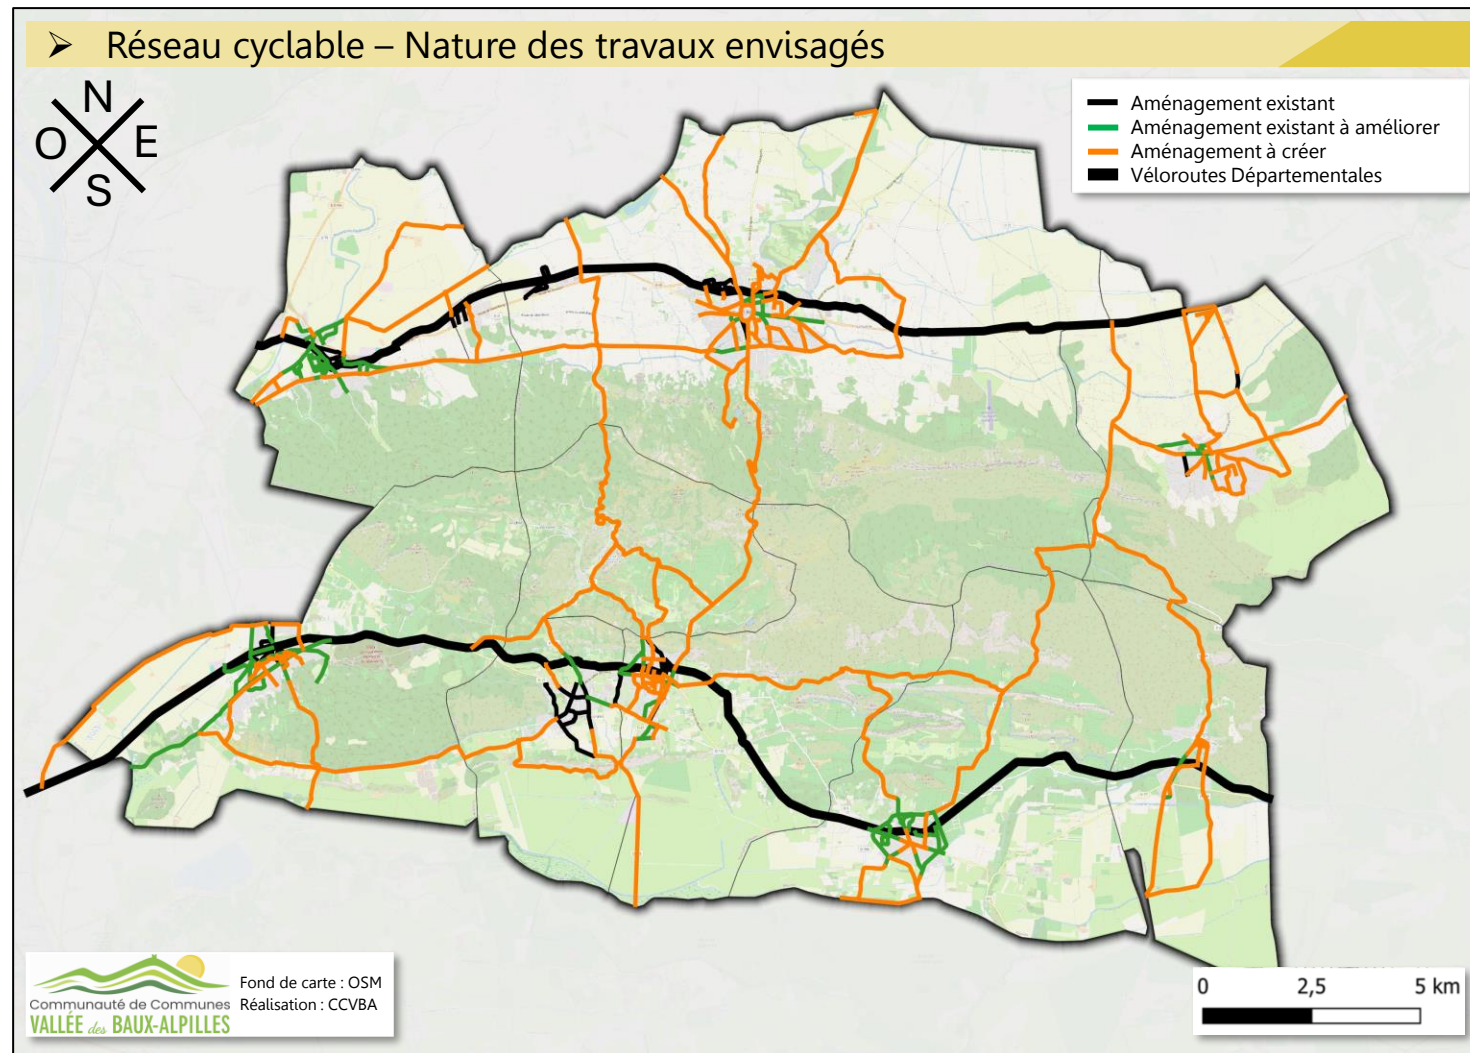 ➤ Réseau cyclable – Nature des travaux envisagés
N
O E
S
Aménagement existant
Aménagement existant à améliorer
Aménagement à créer
Véloroutes Départementales
Communauté de Communes
VALLÉE des BAUX-ALPILLES
Fond de carte : OSM
Réalisation : CCVBA
0 2,5 5 km